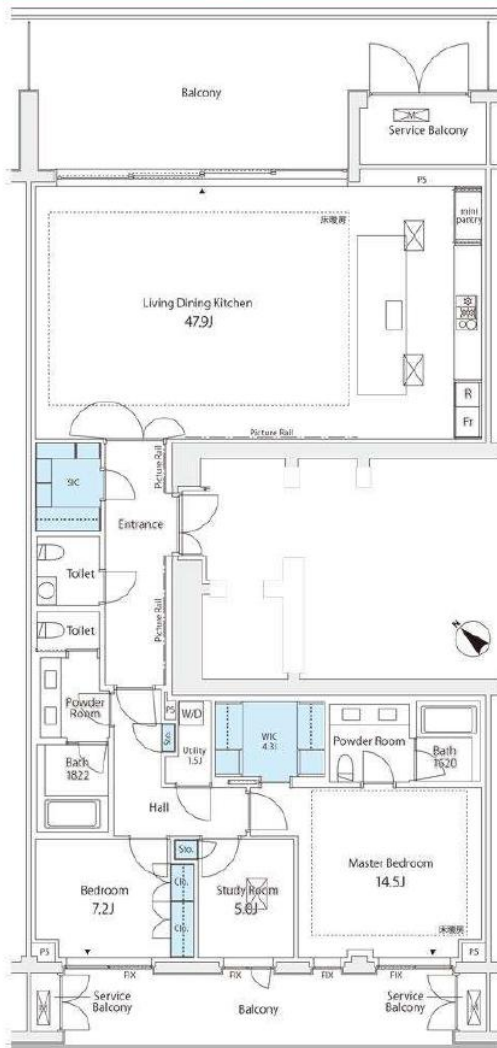 Balcony
M
Service Balcony
PS
mini
pantry
床暖房
Living Dining Kitchen
47.9J
R
Fr
Picture Rail
Picture Rail
SIC
Entrance
Toilet
Toilet
Picture Rail
N
Powder
Room
PS
W/D
Sto.
Utility
1.5J
WIC
4.3J
Powder Room
Bath
1620
Bath
1822
Hall
Sto.
Bedroom
7.2J
Clo.
Clo.
Study Room
5.0J
Master Bedroom
14.5J
床暖房
PS
PS
FIX
FIX
FIX
FIX
Service
Balcony
M
Balcony
Service
Balcony
M